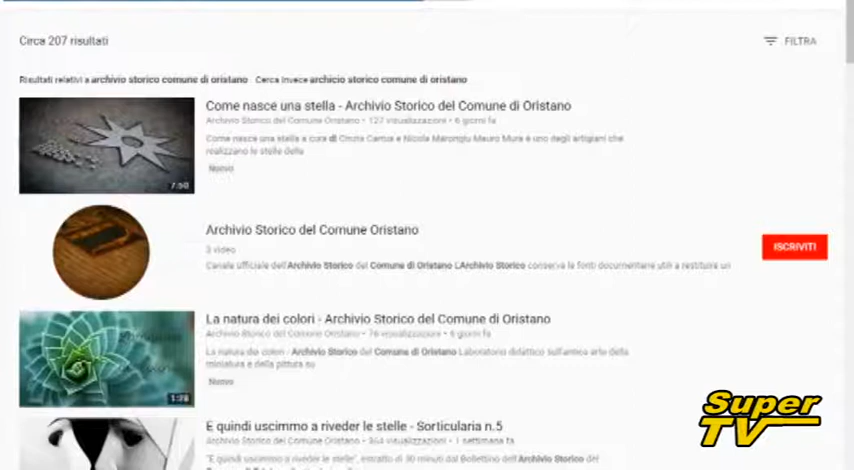 Circa 207 risultati
FILTRA
Risultati relativi a archivio storico comune di oristano Cerca invece archicio storico comune di oristano
Come nasce una stella - Archivio Storico del Comune di Oristano
Archivio Storico del Comune Oristano • 127 visualizzazioni • 6 giorni fa
Come nasce una stella a cura di Cinzia Carrus e Nicola Marongiu Mauro Mura è uno degli artigiani che
realizzano le stelle della
Nuovo
7:50
Archivio Storico del Comune Oristano
3 video
Canale ufficiale dell'Archivio Storico del Comune di Oristano L'Archivio Storico conserva le fonti documentarie utili a restituire un
ISCRIVITI
La natura dei colori - Archivio Storico del Comune di Oristano
Archivio Storico del Comune Oristano • 76 visualizzazioni • 6 giorni fa
La natura dei colori - Archivio Storico del Comune di Oristano Laboratorio didattico sull'antica arte della
miniatura e della pittura su
Nuovo
1:28
E quindi uscimmo a riveder le stelle - Sorticularia n.5
Archivio Storico del Comune Oristano • 364 visualizzazioni • 1 settimana fa
"E quindi uscimmo a riveder le stelle", estratto di 30 minuti dal Bollettino dell'Archivio Storico del
Super
TV